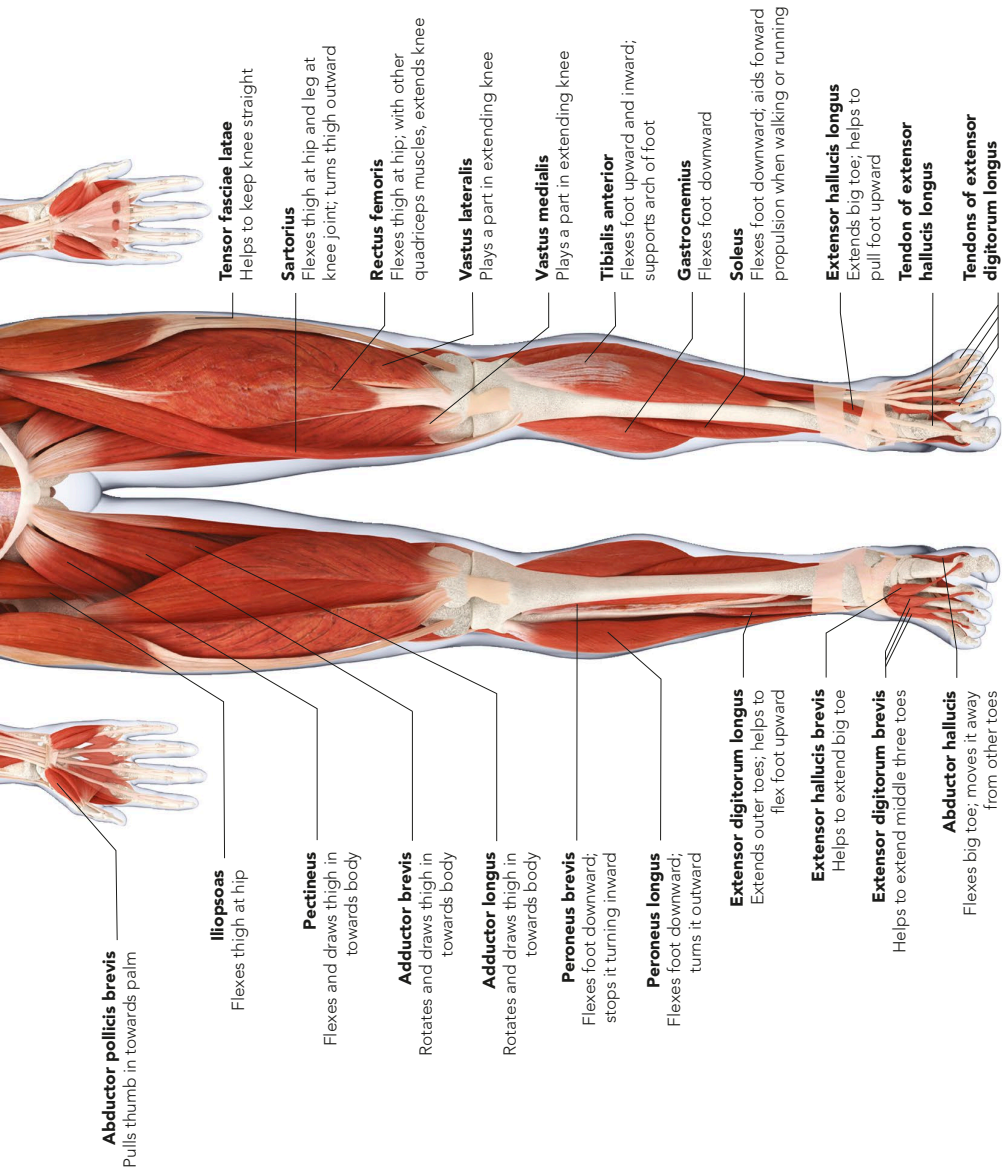 Abductor pollicis brevis
Pulls thumb in towards palm
Iliopsoas
Flexes thigh at hip
Pectineus
Flexes and draws thigh in
towards body
Adductor brevis
Rotates and draws thigh in
towards body
Adductor longus
Rotates and draws thigh in
towards body
Peroneus brevis
Flexes foot downward;
stops it turning inward
Peroneus longus
Flexes foot downward;
turns it outward
Extensor digitorum longus
Extends outer toes; helps to
flex foot upward
Extensor hallucis brevis
Helps to extend big toe
Extensor digitorum brevis
Helps to extend middle three toes
Abductor hallucis
Flexes big toe; moves it away
from other toes
Tensor fasciae latae
Helps to keep knee straight
Sartorius
Flexes thigh at hip and leg at
knee joint; turns thigh outward
Rectus femoris
Flexes thigh at hip; with other
quadriceps muscles, extends knee
Vastus lateralis
Plays a part in extending knee
Vastus medialis
Plays a part in extending knee
Tibialis anterior
Flexes foot upward and inward;
supports arch of foot
Gastrocnemius
Flexes foot downward
Soleus
Flexes foot downward; aids forward
propulsion when walking or running
Extensor hallucis longus
Extends big toe; helps to
pull foot upward
Tendon of extensor
hallucis longus
Tendons of extensor
digitorum longus